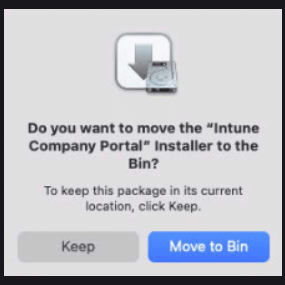 Do you want to move the “Intune
Company Portal” Installer to the
Bin?
To keep this package in its current
location, click Keep.
Keep
Move to Bin